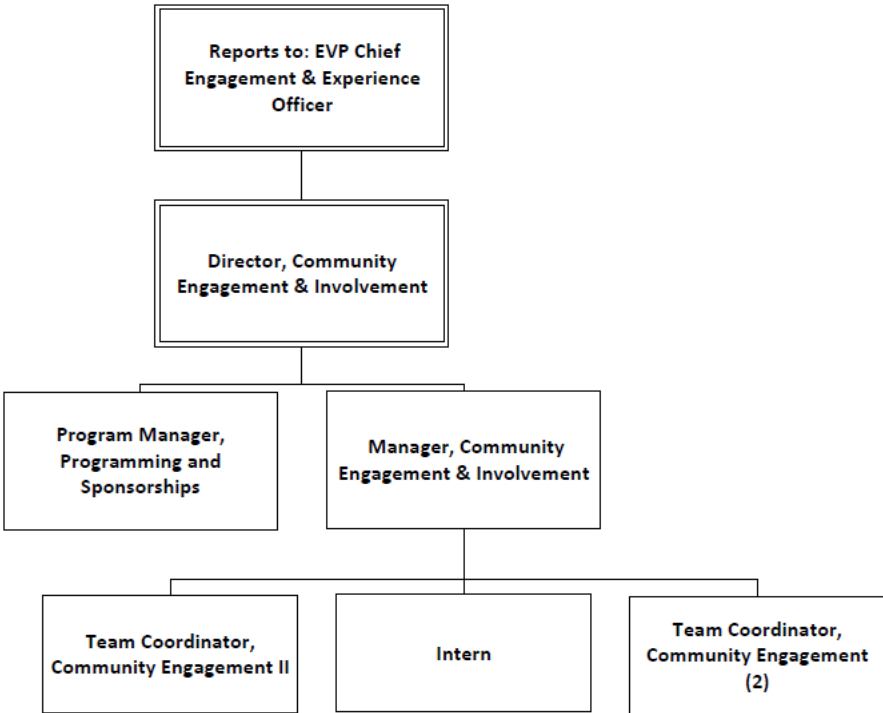 Reports to: EVP Chief
Engagement & Experience
Officer
Director, Community
Engagement & Involvement
Program Manager,
Programming and
Sponsorships
Manager, Community
Engagement & Involvement
Team Coordinator,
Community Engagement II
Intern
Team Coordinator,
Community Engagement
(2)